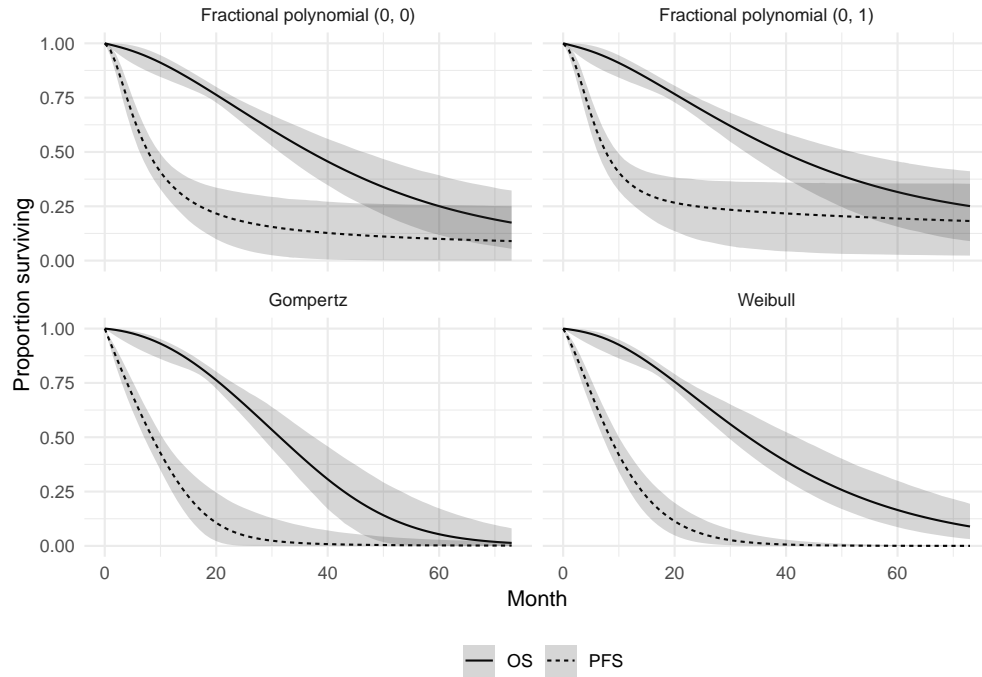 Fractional polynomial (0, 0) Fractional polynomial (0, 1)
1.00
0.75
0.50
0.25
0.00
Gompertz Weibull
1.00
0.75
0.50
0.25
0.00
0 20 40 60 0 20 40 60
Proportion surviving
Month
OS PFS